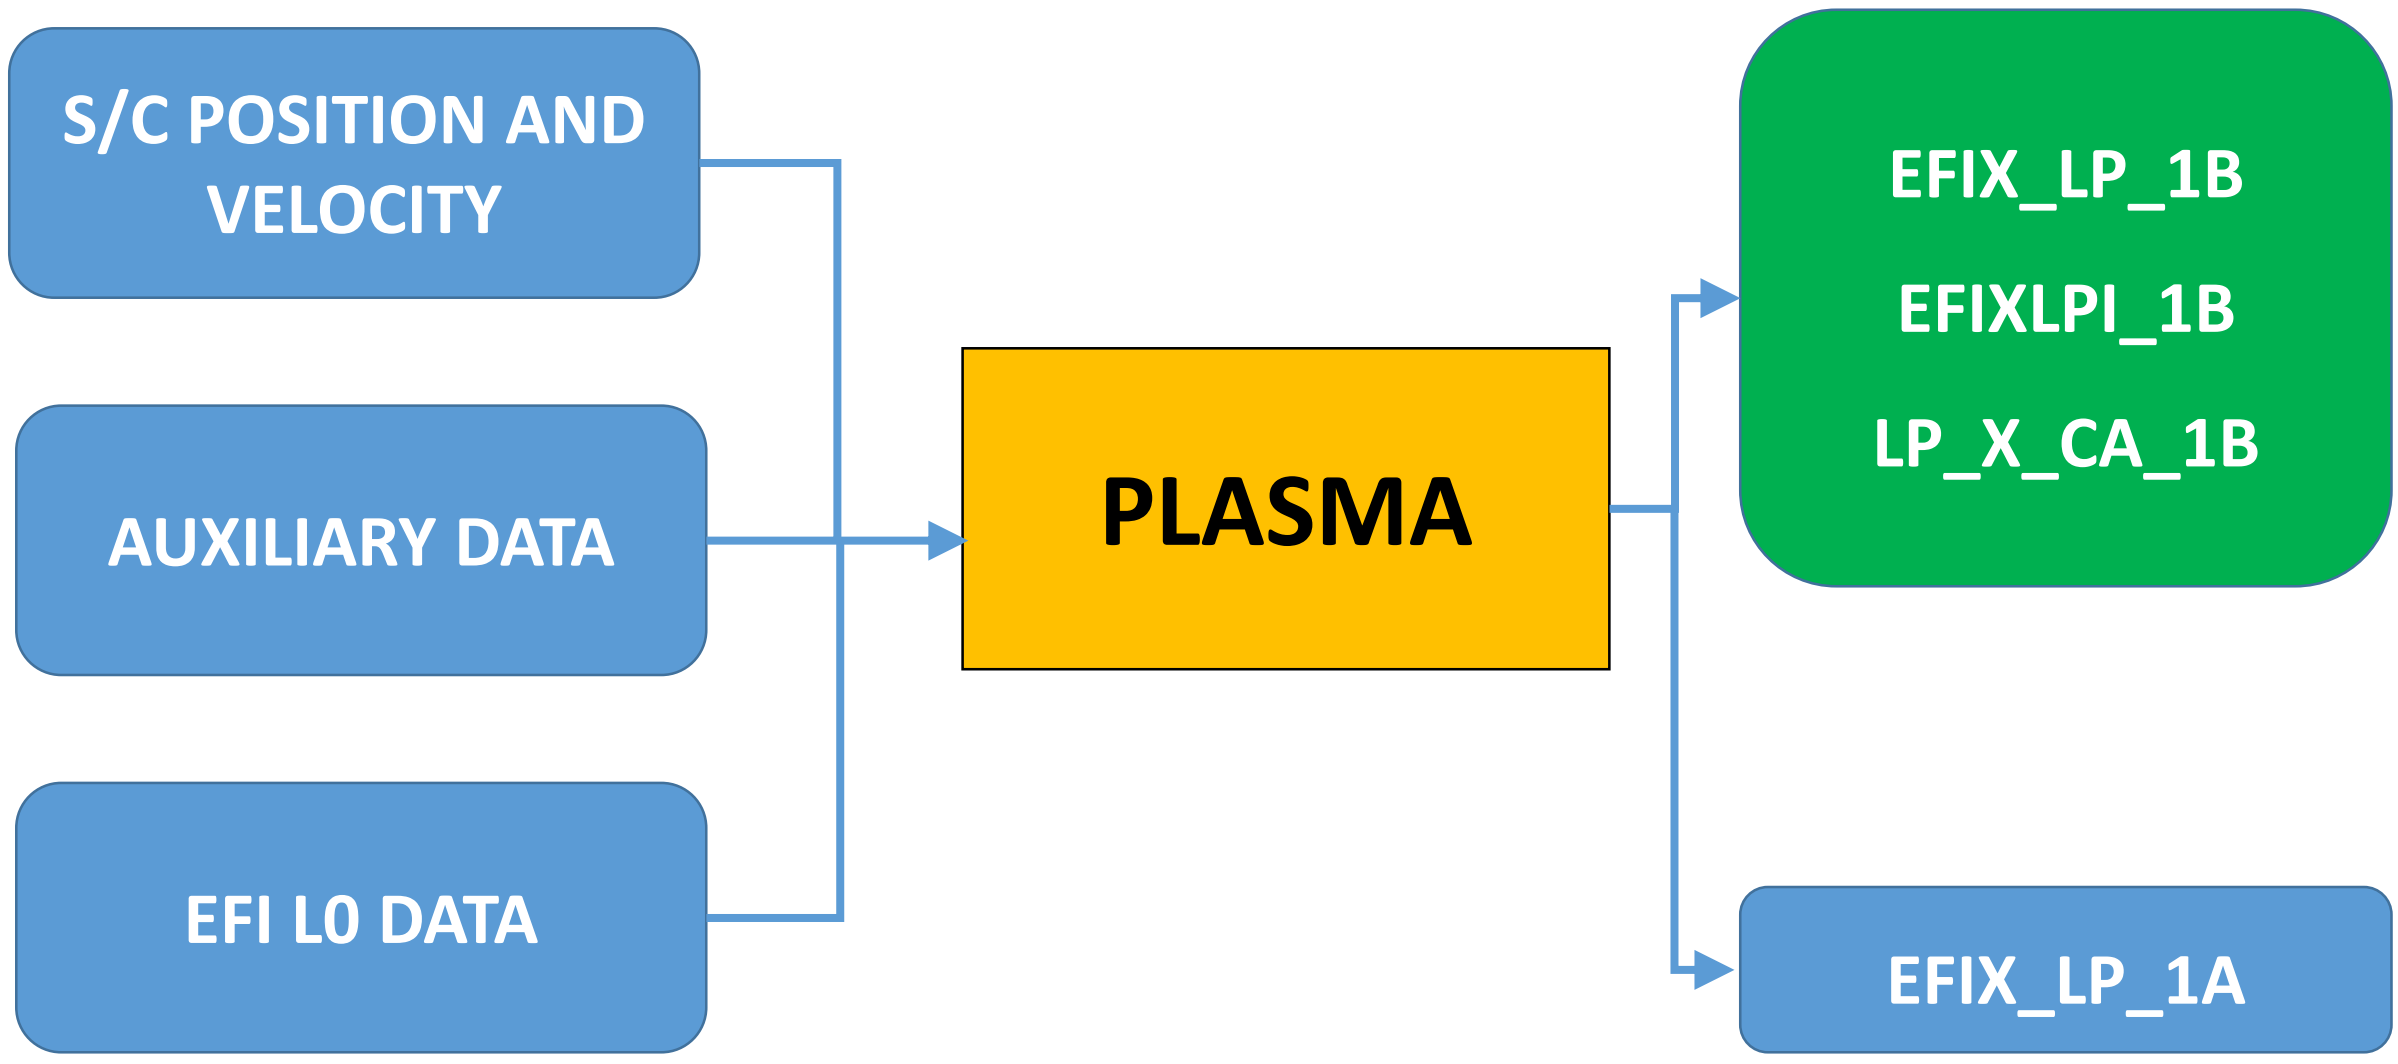 S/C POSITION AND
VELOCITY
AUXILIARY DATA
EFI L0 DATA
PLASMA
EFIX_LP_1B
EFIXLPI_1B
LP_X_CA_1B
EFIX_LP_1A